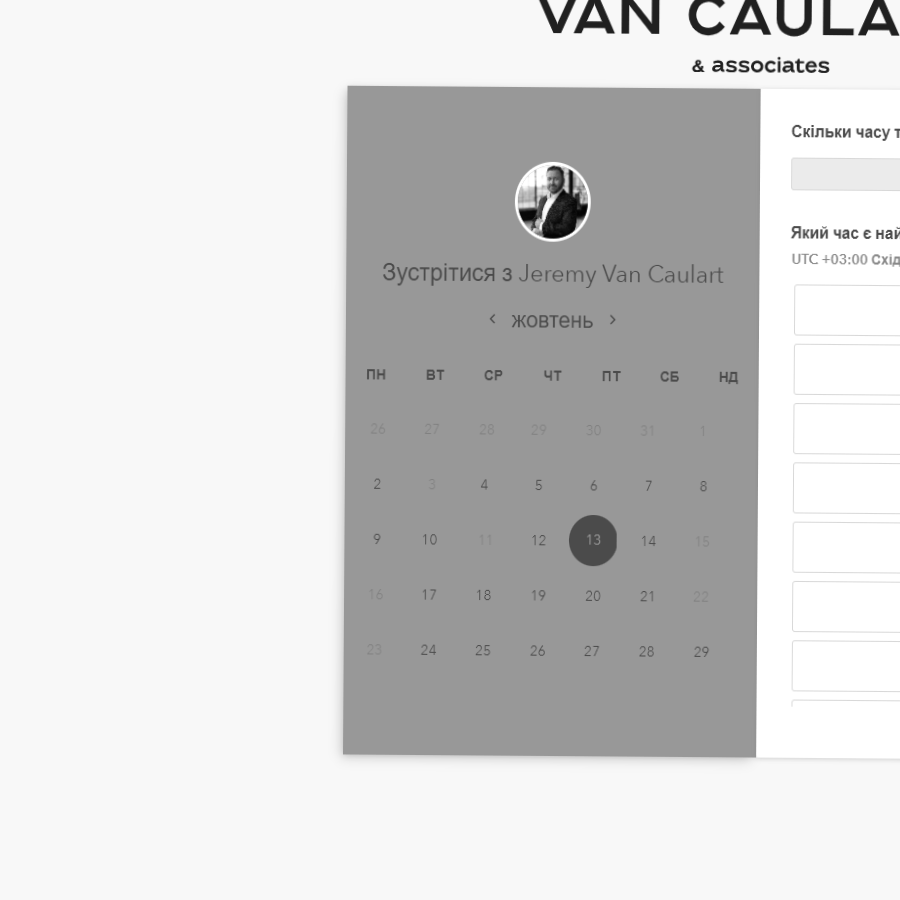 VAN CAULA
& associates
Скільки часу т
Який час є най
UTC +03:00 Схід
Зустрітися з Jeremy Van Caulart
‹ жовтень ›
ПН ВТ СР ЧТ ПТ СБ НД
26 27 28 29 30 31 1
2 3 4 5 6 7 8
9 10 11 12 13 14 15
16 17 18 19 20 21 22
23 24 25 26 27 28 29